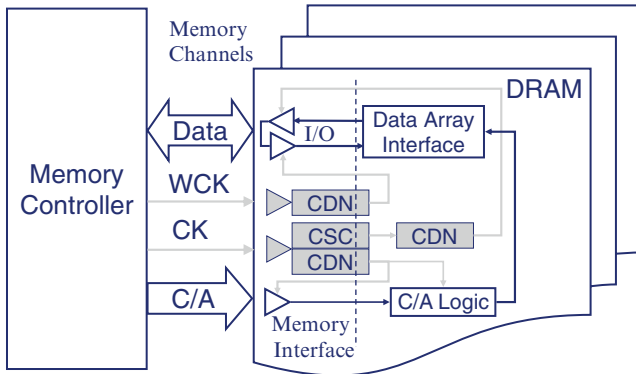 Memory
Channels
DRAM
Data
I/O
Data Array
Interface
Memory
Controller
WCK
CDN
CK
CSC
CDN
CDN
C/A
C/A Logic
Memory
Interface